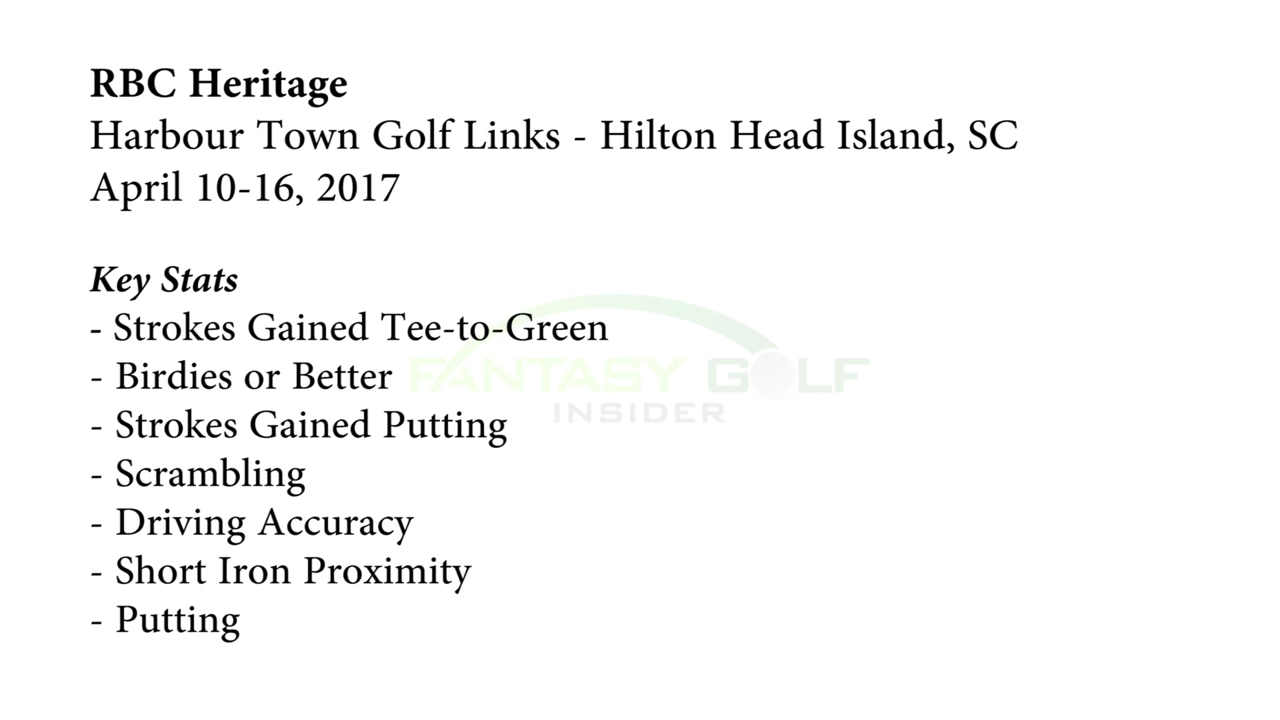 RBC Heritage
Harbour Town Golf Links - Hilton Head Island, SC
April 10-16, 2017
Key Stats
- Strokes Gained Tee-to-Green
- Birdies or Better
- Strokes Gained Putting
- Scrambling
- Driving Accuracy
- Short Iron Proximity
- Putting
FANTASY GOLF
INSIDER